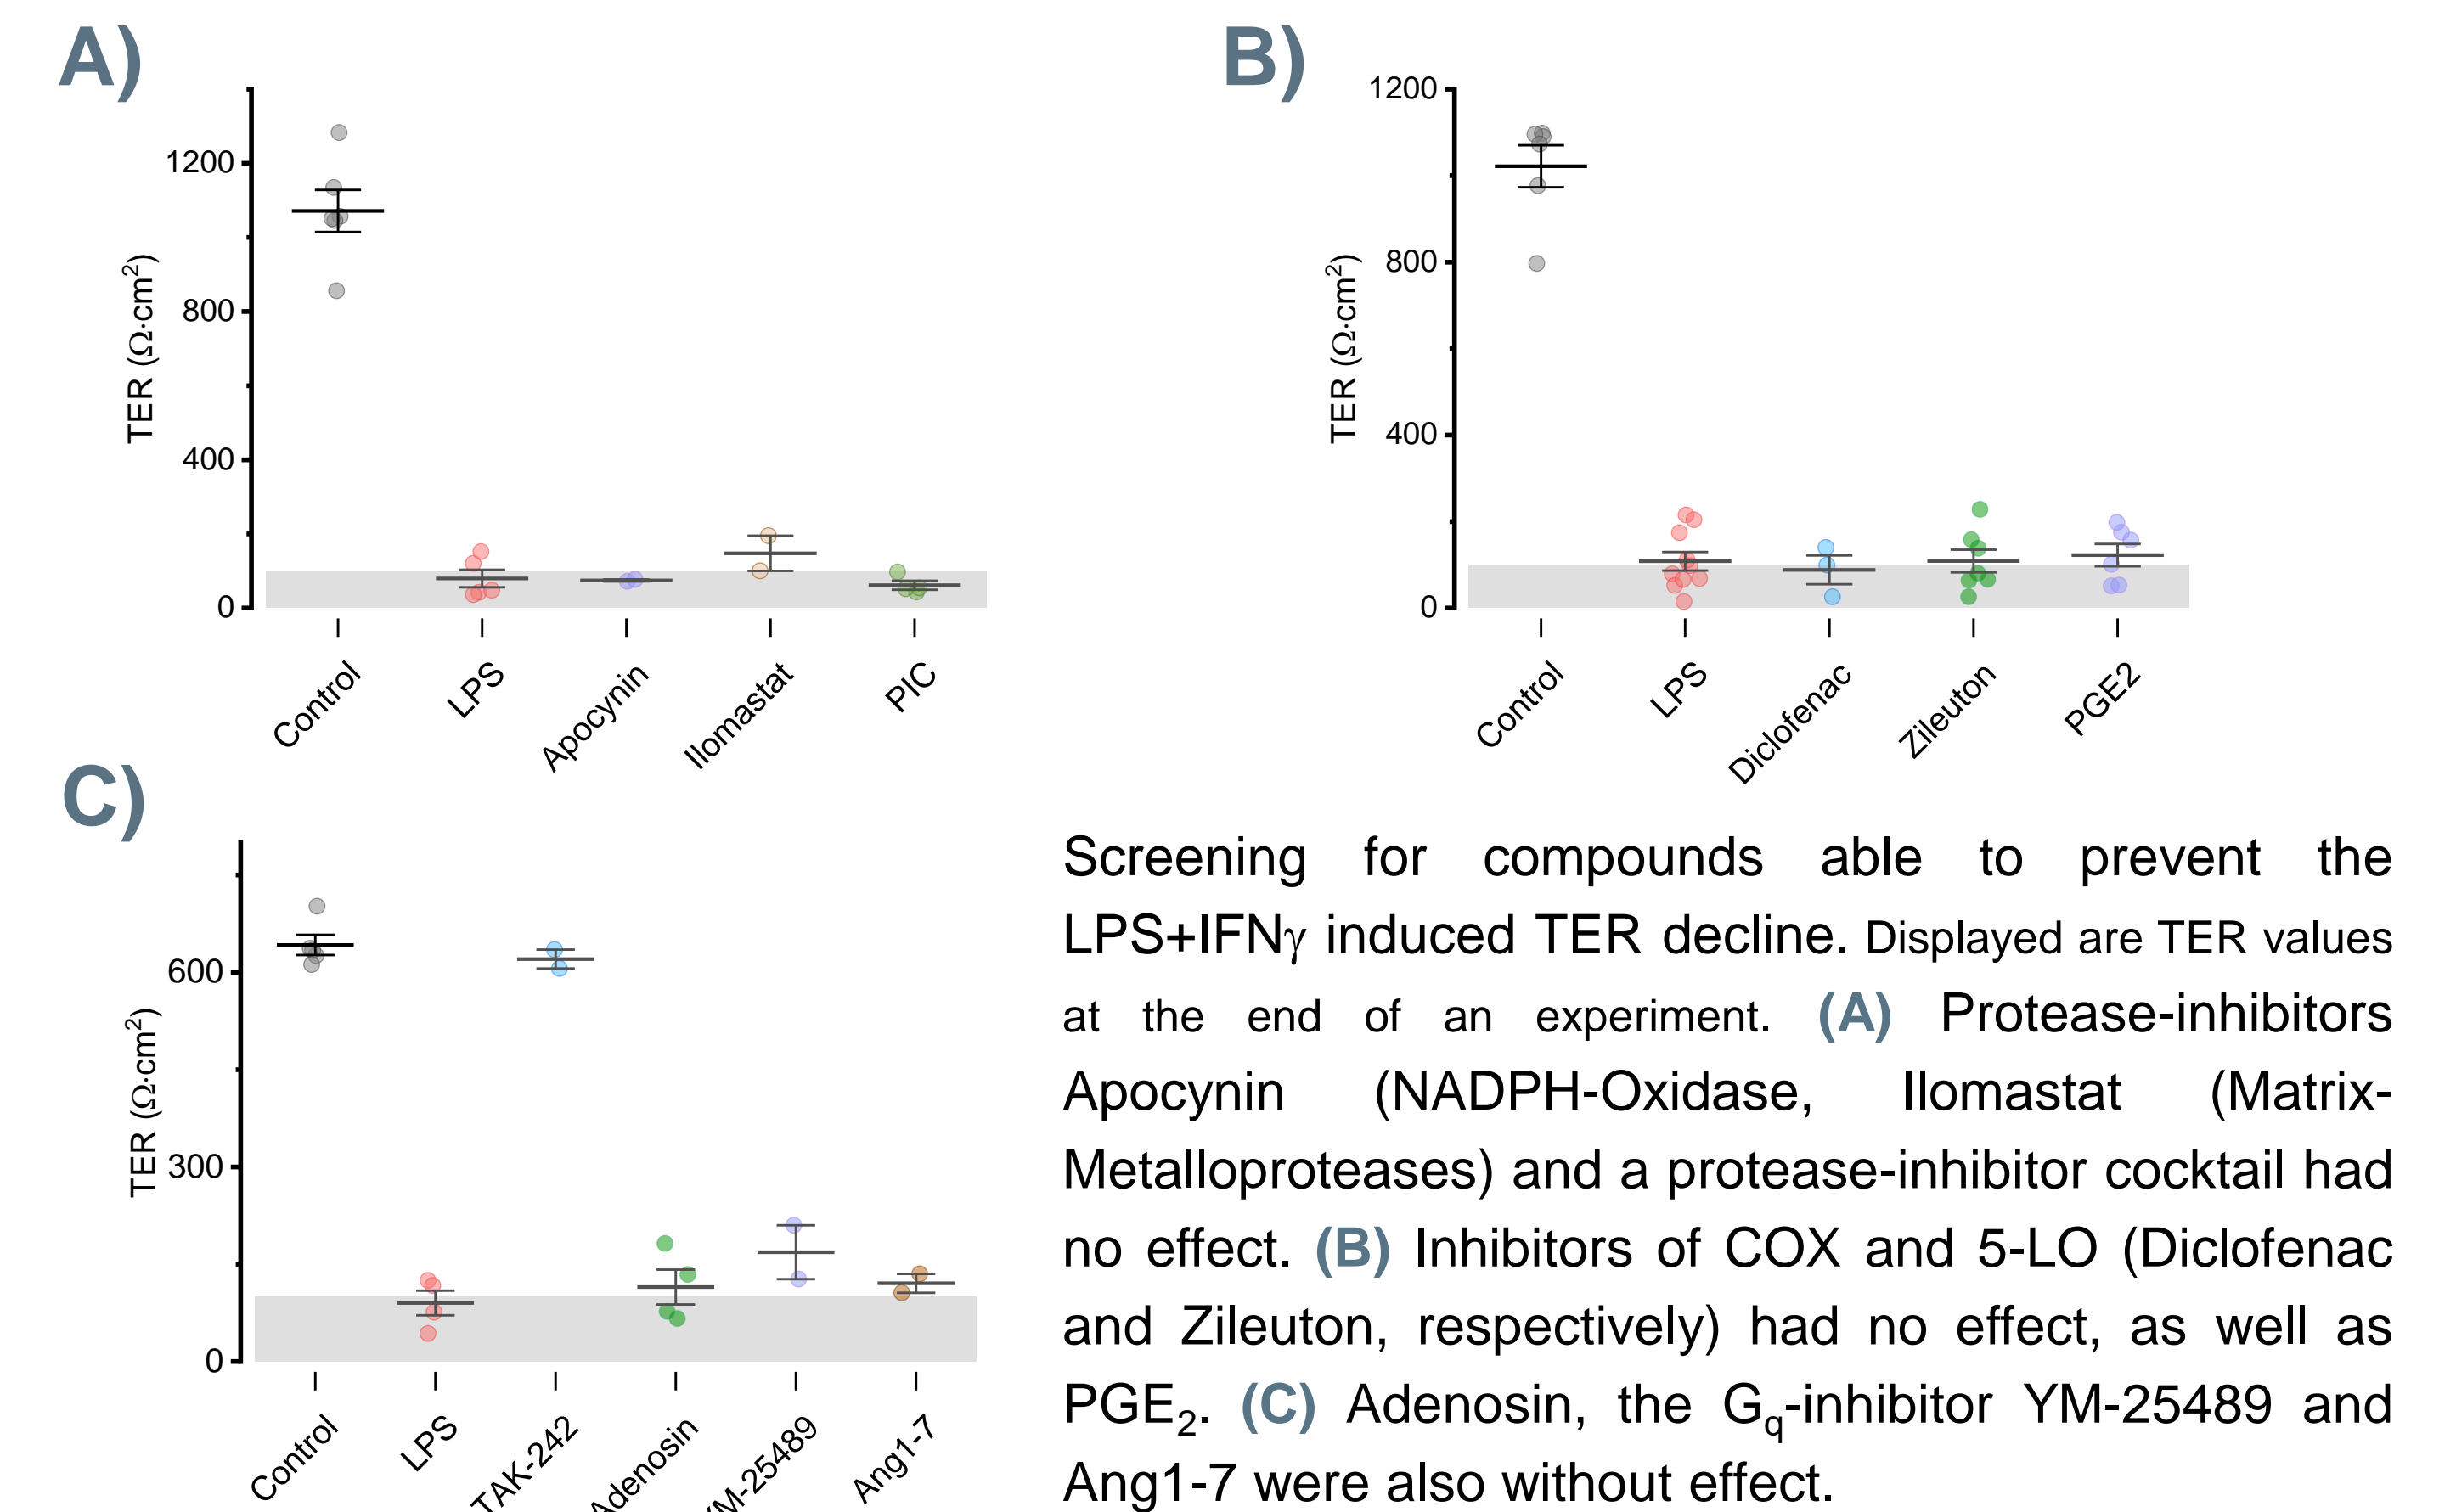 A)
1200
800
400
0
TER (Ω·cm²)
Control
LPS
Apocynin
Ilomastat
PIC
B)
1200
800
400
0
TER (Ω·cm²)
Control
LPS
Diclofenac
Zileuton
PGE2
C)
600
300
0
TER (Ω·cm²)
Control
LPS
TAK-242
Adenosin
YM-25489
Ang1-7
Screening for compounds able to prevent the
LPS+IFNγ induced TER decline. Displayed are TER values
at the end of an experiment. (A) Protease-inhibitors
Apocynin (NADPH-Oxidase, Ilomastat (Matrix-
Metalloproteases) and a protease-inhibitor cocktail had
no effect. (B) Inhibitors of COX and 5-LO (Diclofenac
and Zileuton, respectively) had no effect, as well as
PGE₂. (C) Adenosin, the Gq-inhibitor YM-25489 and
Ang1-7 were also without effect.